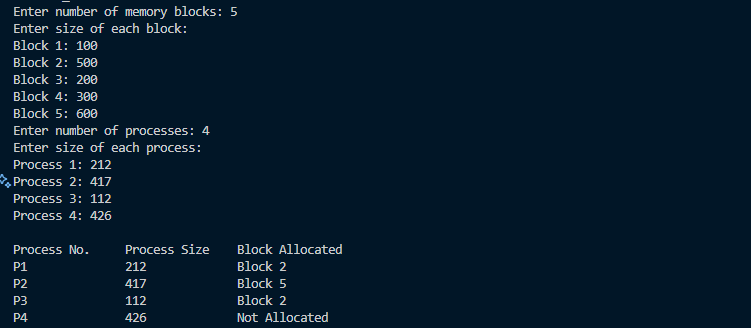 Enter number of memory blocks: 5
Enter size of each block:
Block 1: 100
Block 2: 500
Block 3: 200
Block 4: 300
Block 5: 600
Enter number of processes: 4
Enter size of each process:
Process 1: 212
Process 2: 417
Process 3: 112
Process 4: 426

Process No. Process Size Block Allocated
P1 212 Block 2
P2 417 Block 5
P3 112 Block 2
P4 426 Not Allocated